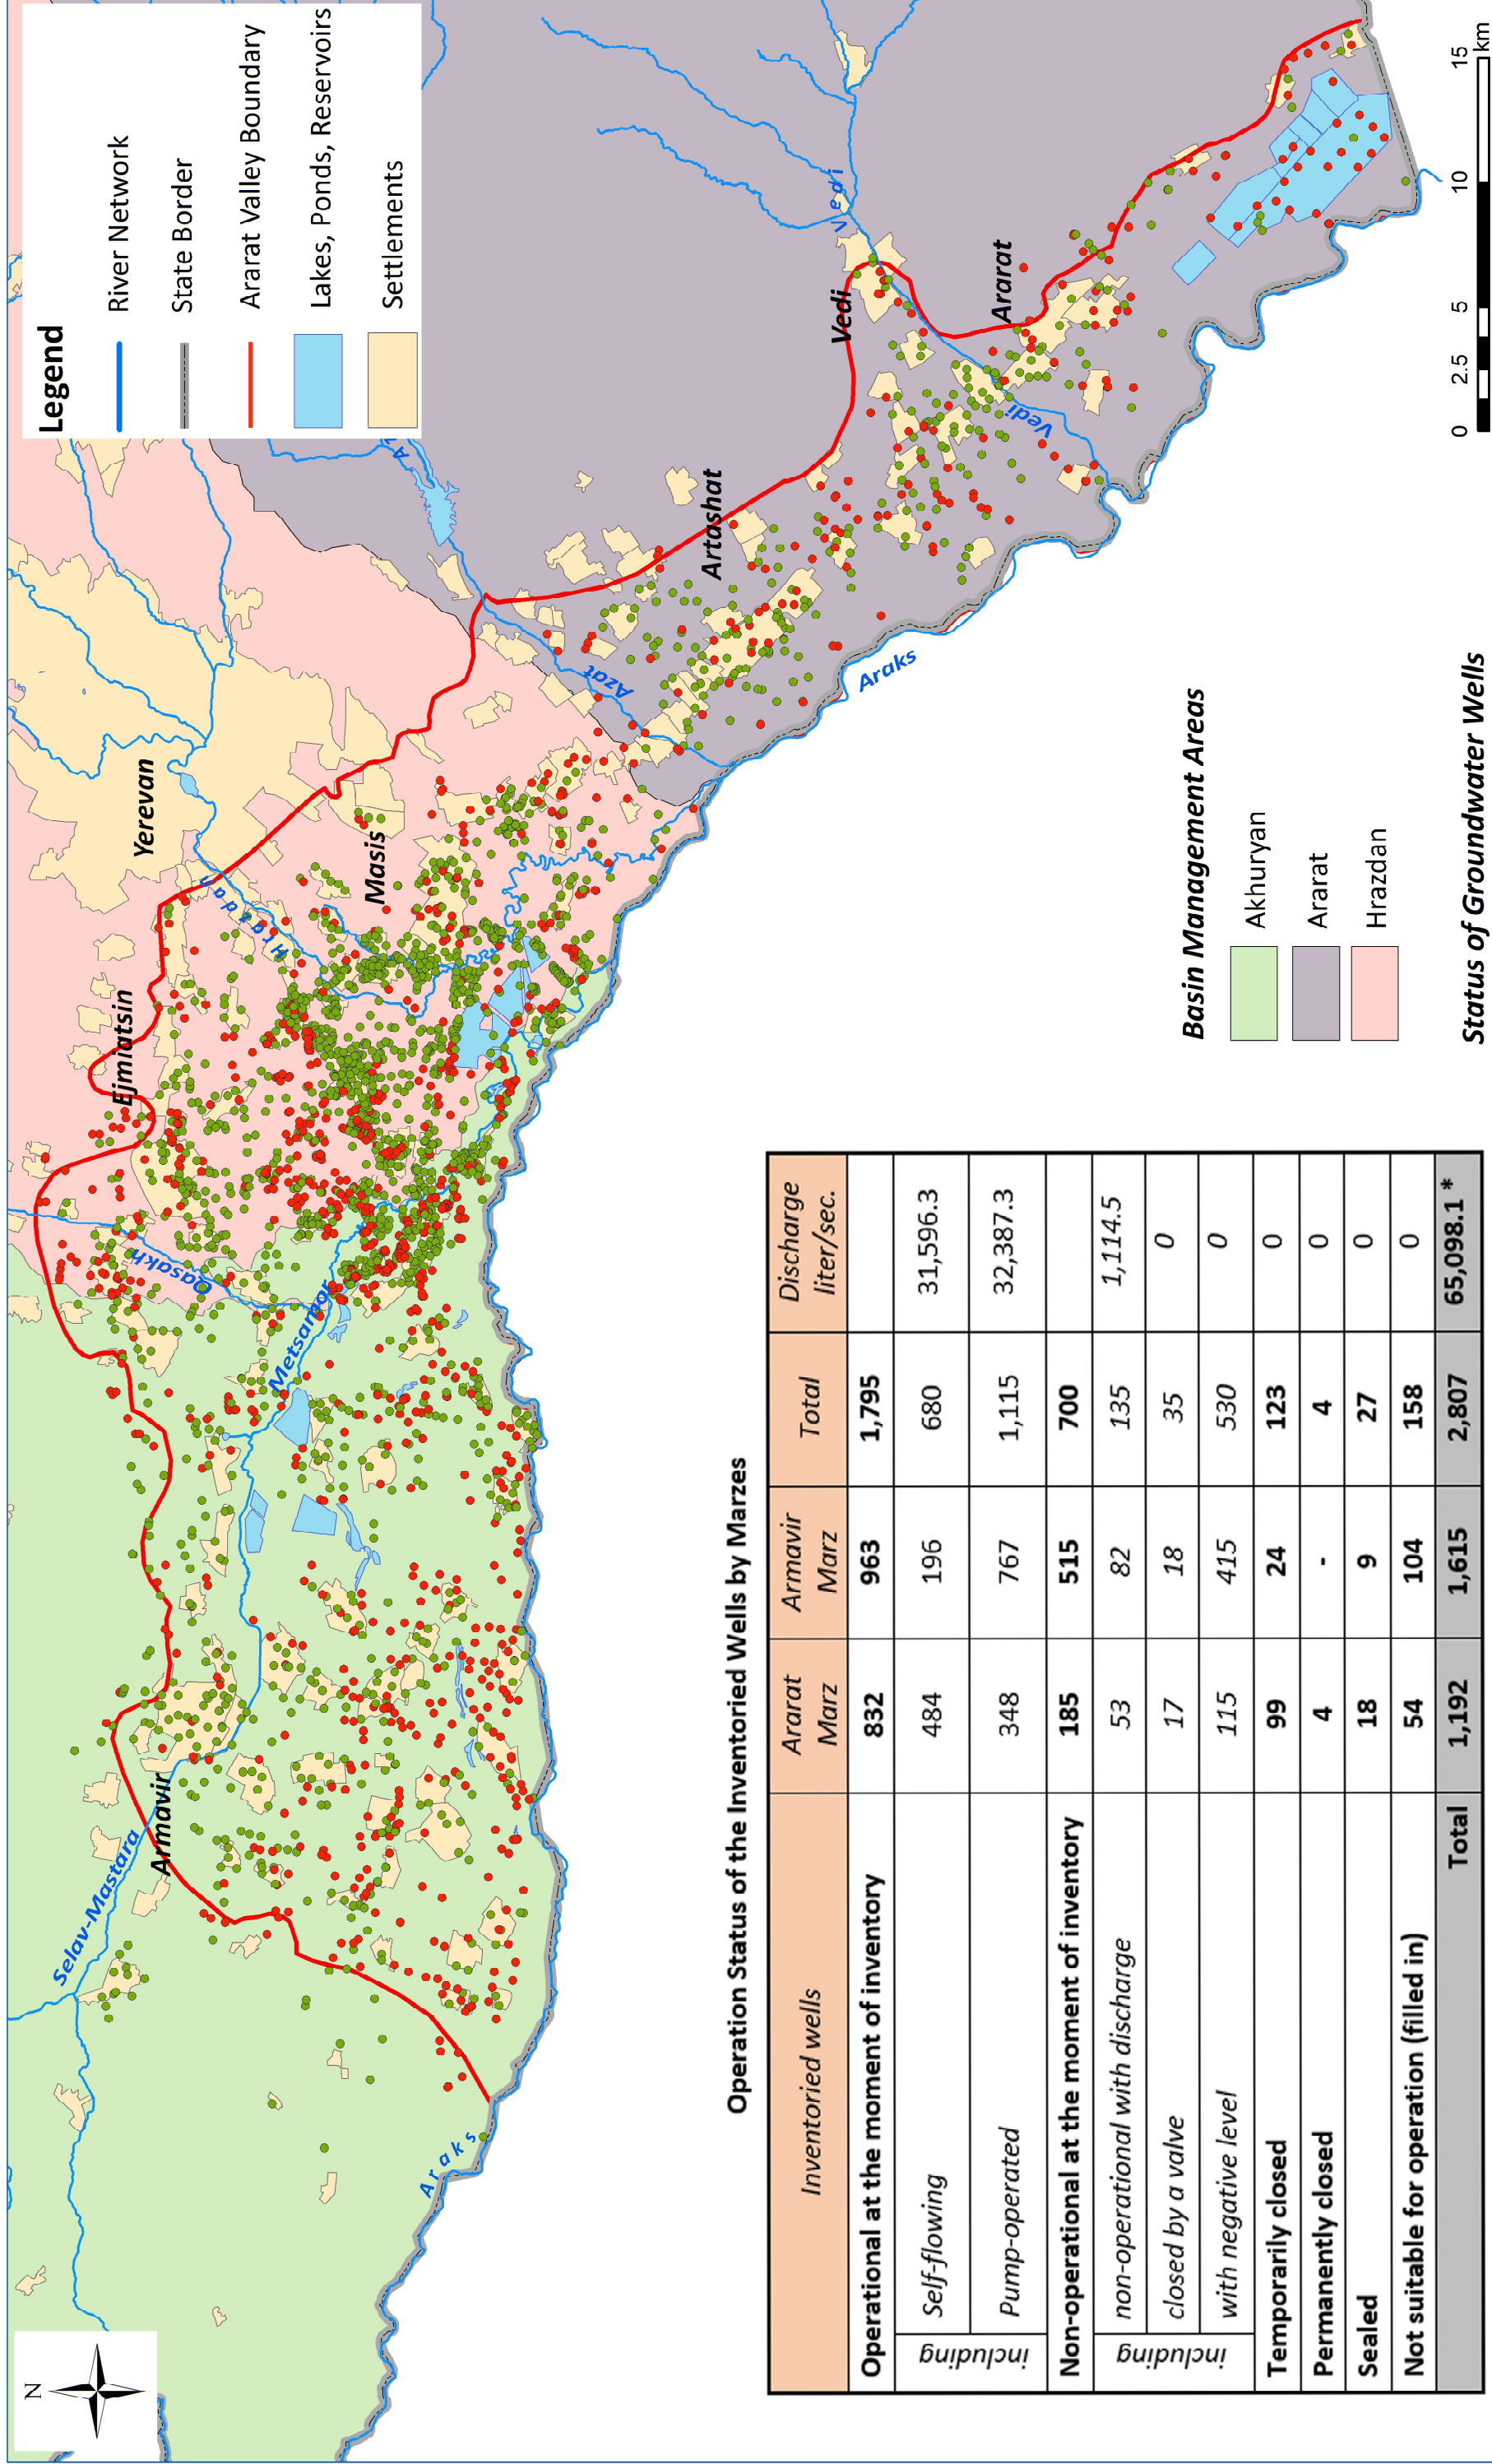 N
Selav-Mastara
Armavir
Araks
Metsamor
Qasakh
Ejmiatsin
Hrazdan
Yerevan
Masis
Azat
Artashat
Araks
A
Vedi
Vedi
Vedi
Ararat
Legend
River Network
State Border
Ararat Valley Boundary
Lakes, Ponds, Reservoirs
Settlements
0 2.5 5 10 15
km
Basin Management Areas
Akhuryan
Ararat
Hrazdan
Status of Groundwater Wells
Operation Status of the Inventoried Wells by Marzes
Inventoried wells Ararat Marz Armavir Marz Total Discharge liter/sec.
Operational at the moment of inventory 832 963 1,795
including
Self-flowing 484 196 680 31,596.3
Pump-operated 348 767 1,115 32,387.3
Non-operational at the moment of inventory 185 515 700
including
non-operational with discharge 53 82 135 1,114.5
closed by a valve 17 18 35 0
with negative level 115 415 530 0
Temporarily closed 99 24 123 0
Permanently closed 4 - 4 0
Sealed 18 9 27 0
Not suitable for operation (filled in) 54 104 158 0
Total 1,192 1,615 2,807 65,098.1 *